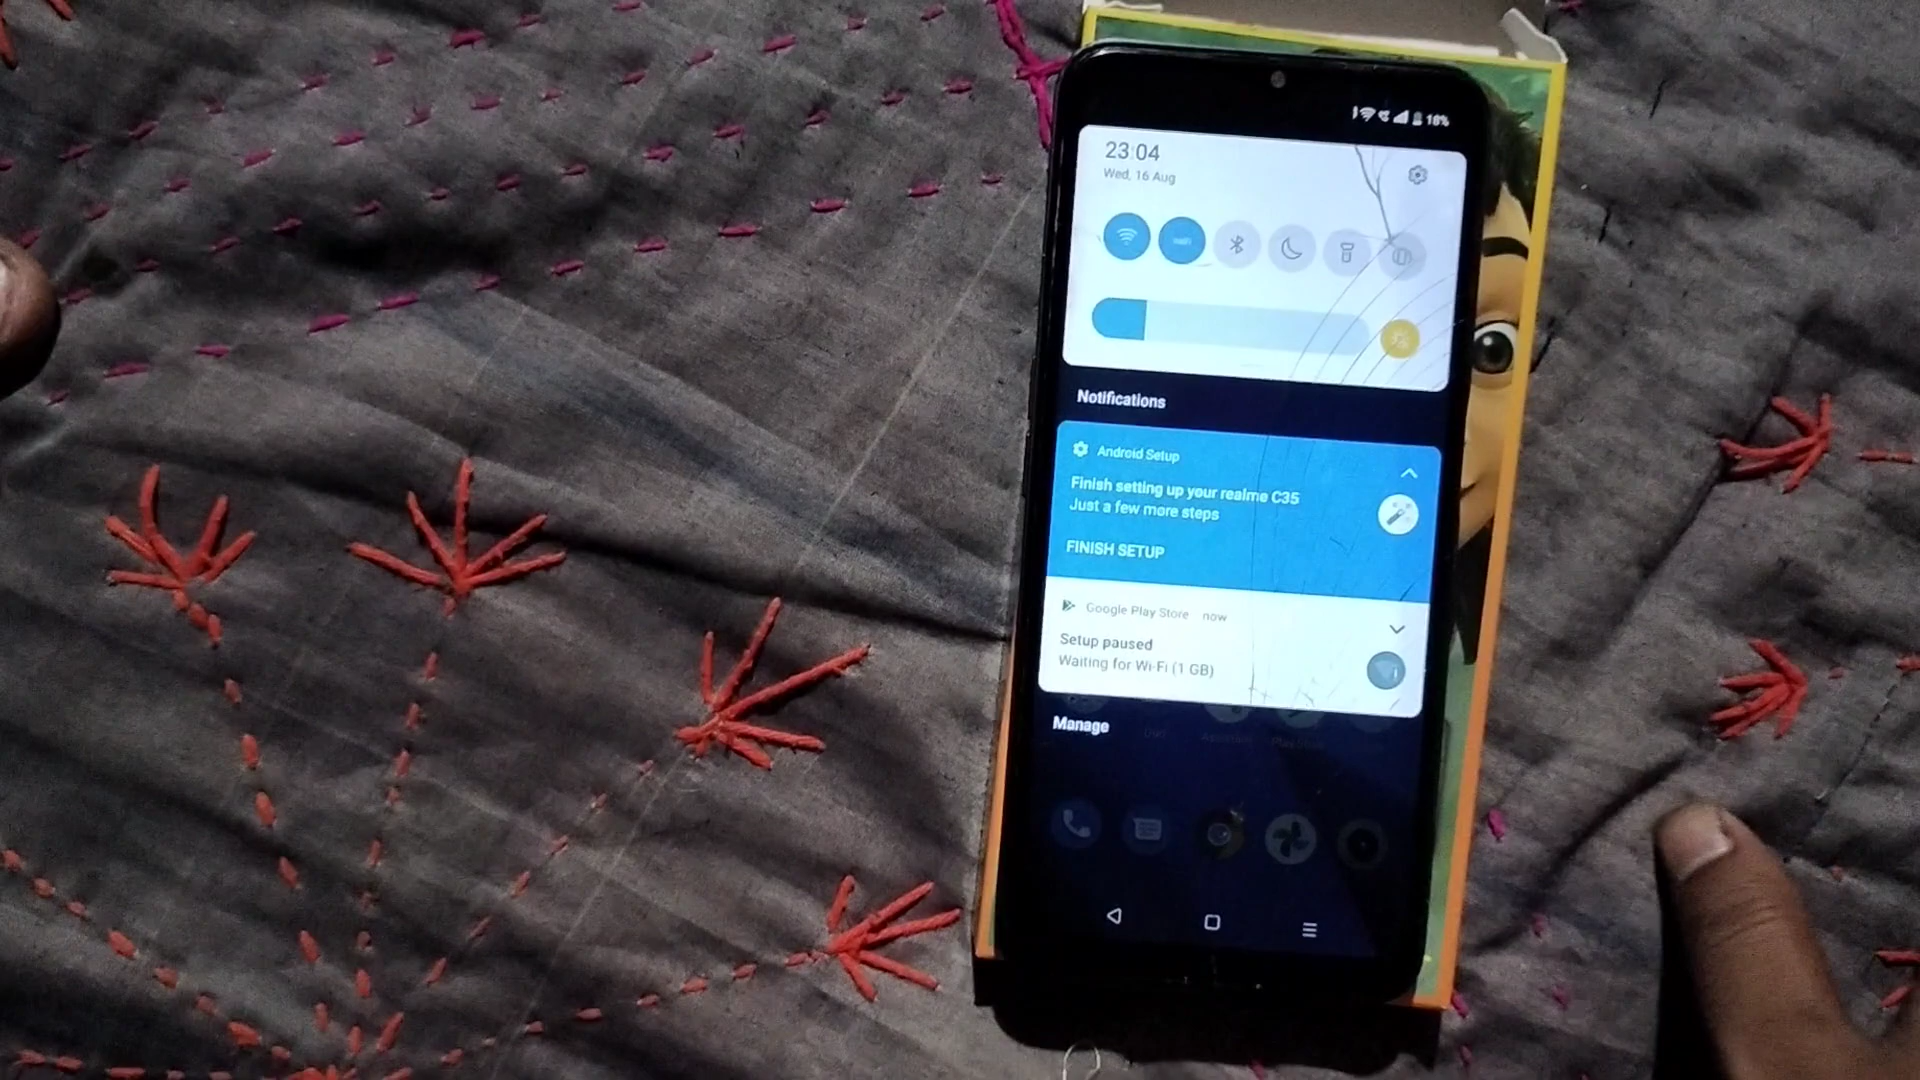 18%
23:04
Wed, 16 Aug
Notifications
Android Setup
Finish setting up your realme C35
Just a few more steps
FINISH SETUP
Google Play Store now
Setup paused
Waiting for Wi-Fi (1 GB)
Manage